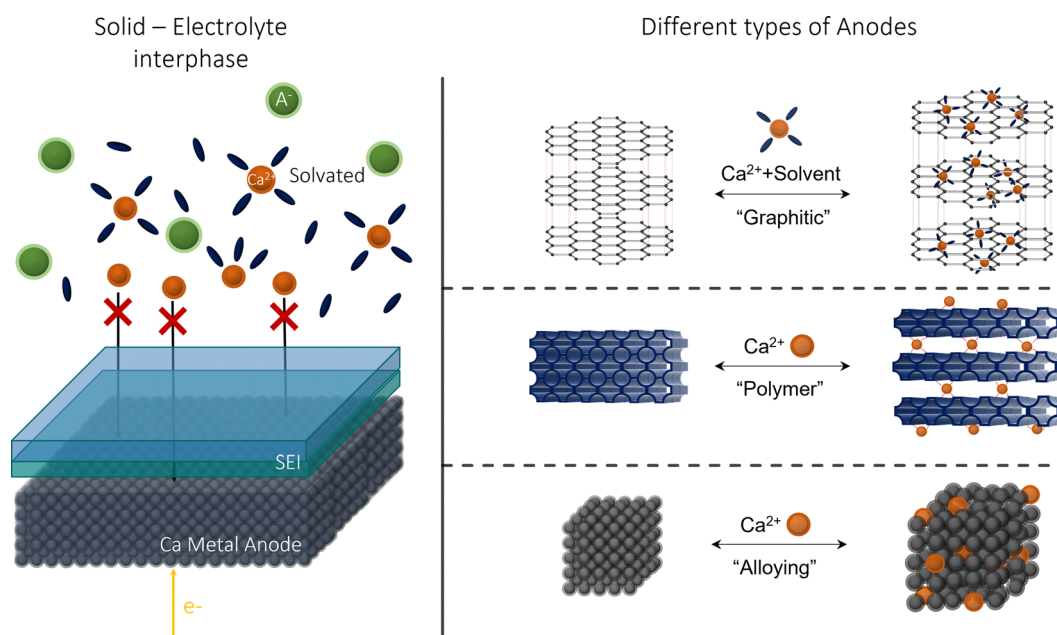 Solid – Electrolyte
interphase
A⁻
Ca²⁺ Solvated
SEI
Ca Metal Anode
e-
Different types of Anodes
Ca²⁺+Solvent
“Graphitic”
Ca²⁺
“Polymer”
Ca²⁺
“Alloying”